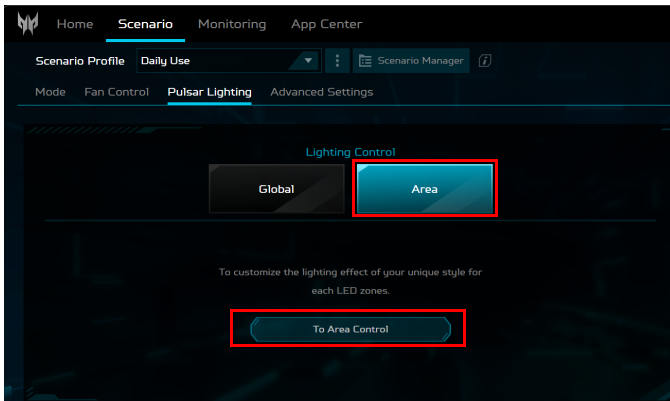 Home Scenario Monitoring App Center
Scenario Profile Daily Use Scenario Manager i
Mode Fan Control Pulsar Lighting Advanced Settings
Lighting Control
Global Area
To customize the lighting effect of your unique style for
each LED zones.
To Area Control